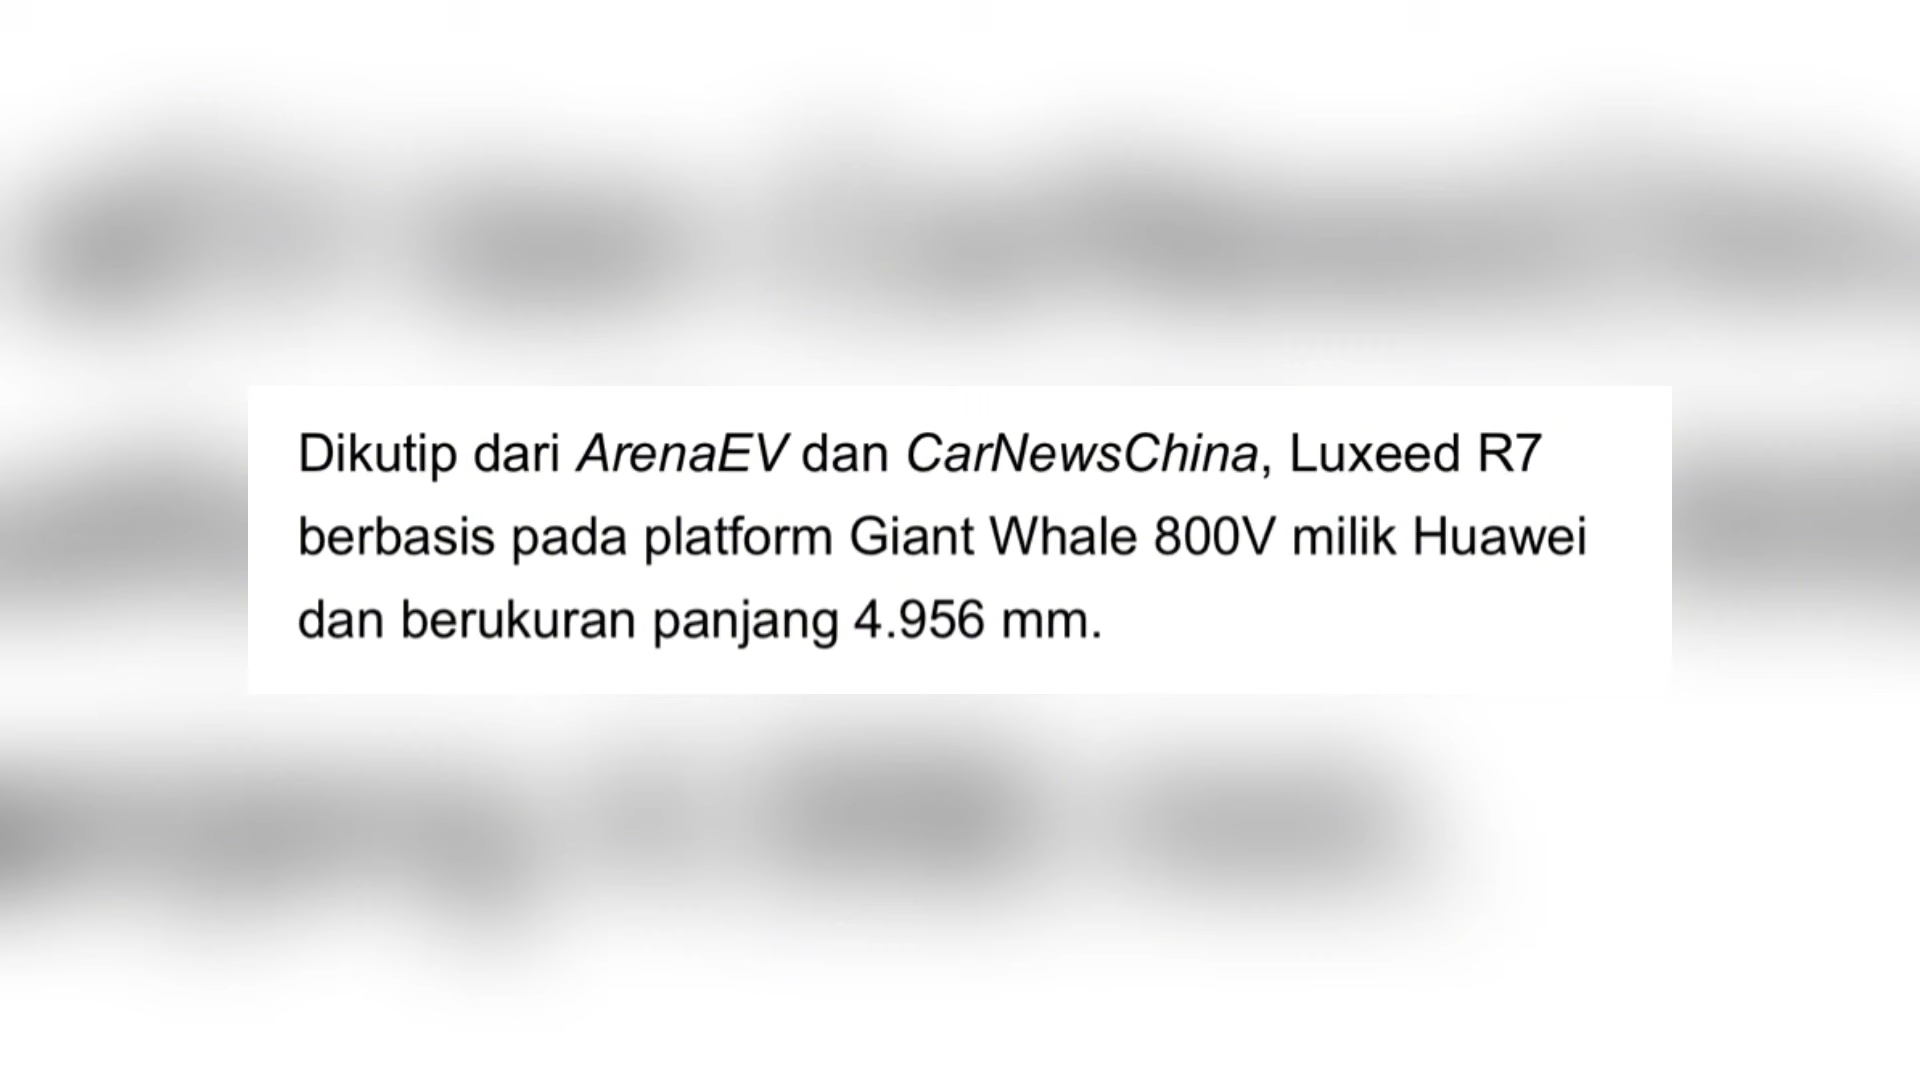 Dikutip dari ArenaEV dan CarNewsChina, Luxeed R7
berbasis pada platform Giant Whale 800V milik Huawei
dan berukuran panjang 4.956 mm.